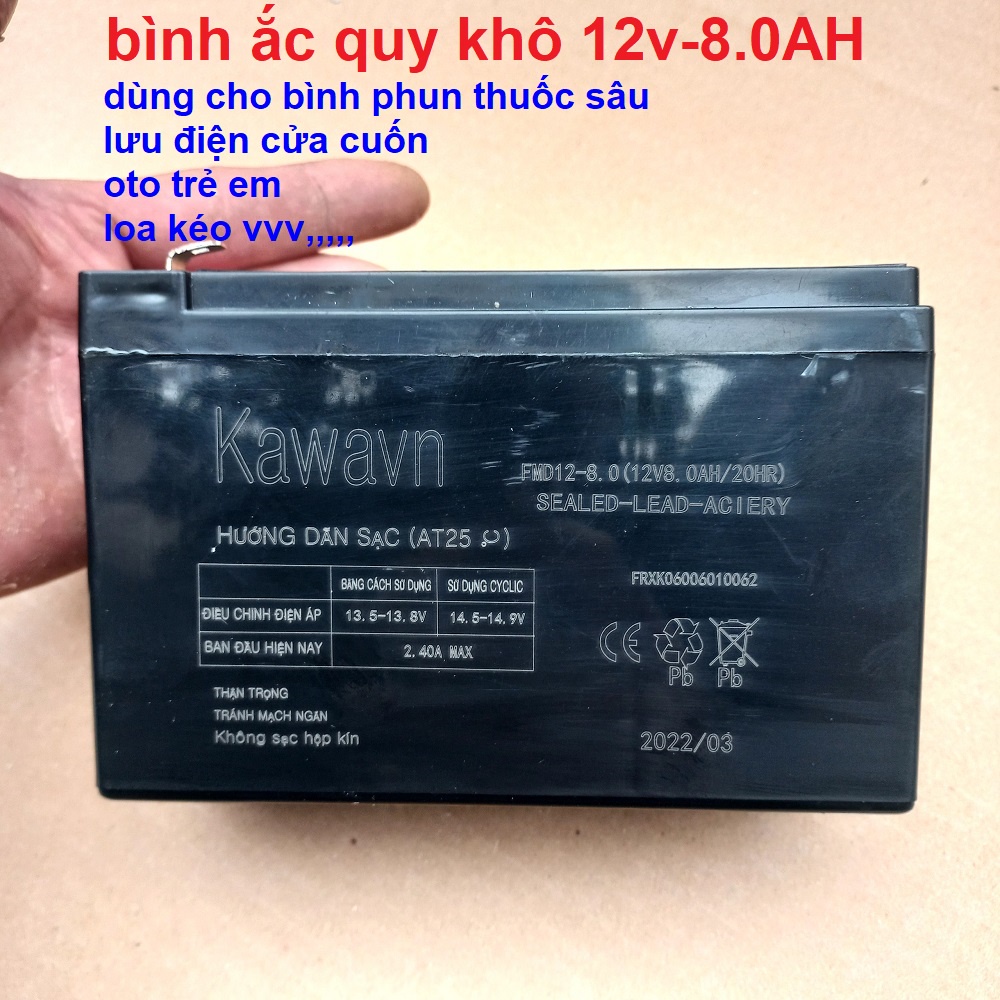 bình ắc quy khô 12v-8.0AH
dùng cho bình phun thuốc sâu
lưu điện cửa cuốn
oto trẻ em
loa kéo vvv,,,,,
Kawavn
FMD12-8.0(12V8.0AH/20HR)
SEALED-LEAD-ACIERY
HƯỚNG DẪN SẠC (AT25 )
BẰNG CÁCH SỬ DỤNG SỬ DỤNG CYCLIC
ĐIỀU CHỈNH ĐIỆN ÁP 13.5-13.8V 14.5-14.9V
BAN ĐẦU HIỆN NAY 2.40A MAX
FRXK06006010062
CE
Pb Pb
THẬN TRỌNG
TRÁNH MẠCH NGẮN
Không sạc hộp kín
2022/03